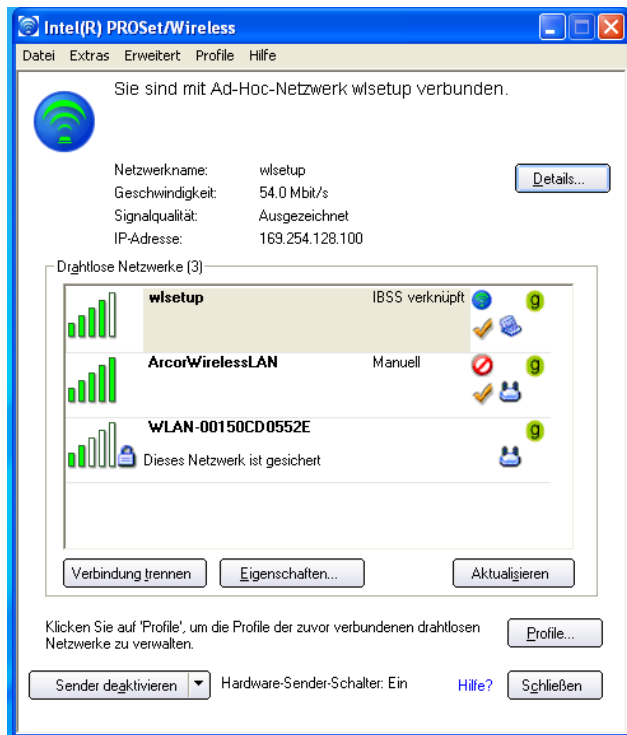 Intel(R) PROSet/Wireless
Datei Extras Erweitert Profile Hilfe
Sie sind mit Ad-Hoc-Netzwerk wlsetup verbunden.
Netzwerkname: wlsetup
Details...
Geschwindigkeit: 54.0 Mbit/s
Signalqualität: Ausgezeichnet
IP-Adresse: 169.254.128.100
Drahtlose Netzwerke (3)
wlsetup IBSS verknüpft g
ArcorWirelessLAN Manuell g
WLAN-00150CD0552E g
Dieses Netzwerk ist gesichert
Verbindung trennen Eigenschaften... Aktualisieren
Klicken Sie auf 'Profile', um die Profile der zuvor verbundenen drahtlosen
Netzwerke zu verwalten.
Profile...
Sender deaktivieren Hardware-Sender-Schalter: Ein Hilfe? Schließen